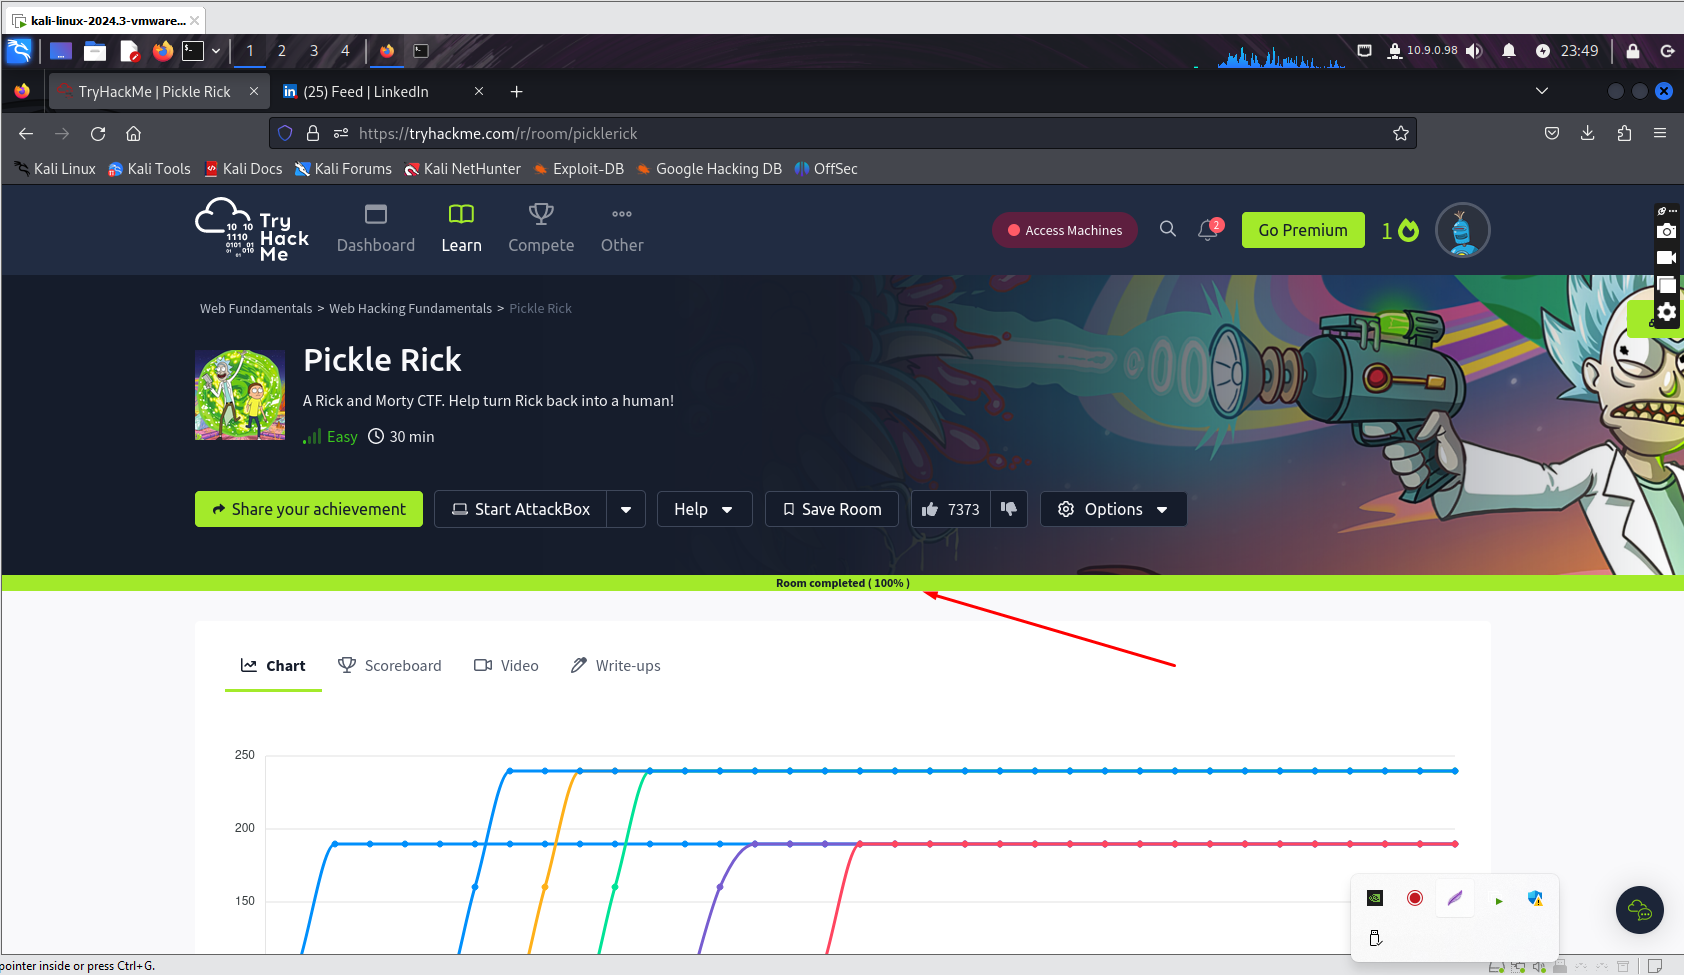 kali-linux-2024.3-vmware...
1 2 3 4
10.9.0.98
23:49
TryHackMe | Pickle Rick
in (25) Feed | LinkedIn
https://tryhackme.com/r/room/picklerick
Kali Linux Kali Tools Kali Docs Kali Forums Kali NetHunter Exploit-DB Google Hacking DB OffSec
Try
Hack
Me
10 10
1110
0101 01
01 010
01
Dashboard Learn Compete Other
Access Machines
2
Go Premium
1
Web Fundamentals > Web Hacking Fundamentals > Pickle Rick
Pickle Rick
A Rick and Morty CTF. Help turn Rick back into a human!
Easy 30 min
Share your achievement Start AttackBox Help Save Room 7373 Options
Room completed ( 100% )
Chart Scoreboard Video Write-ups
250
200
150
pointer inside or press Ctrl+G.